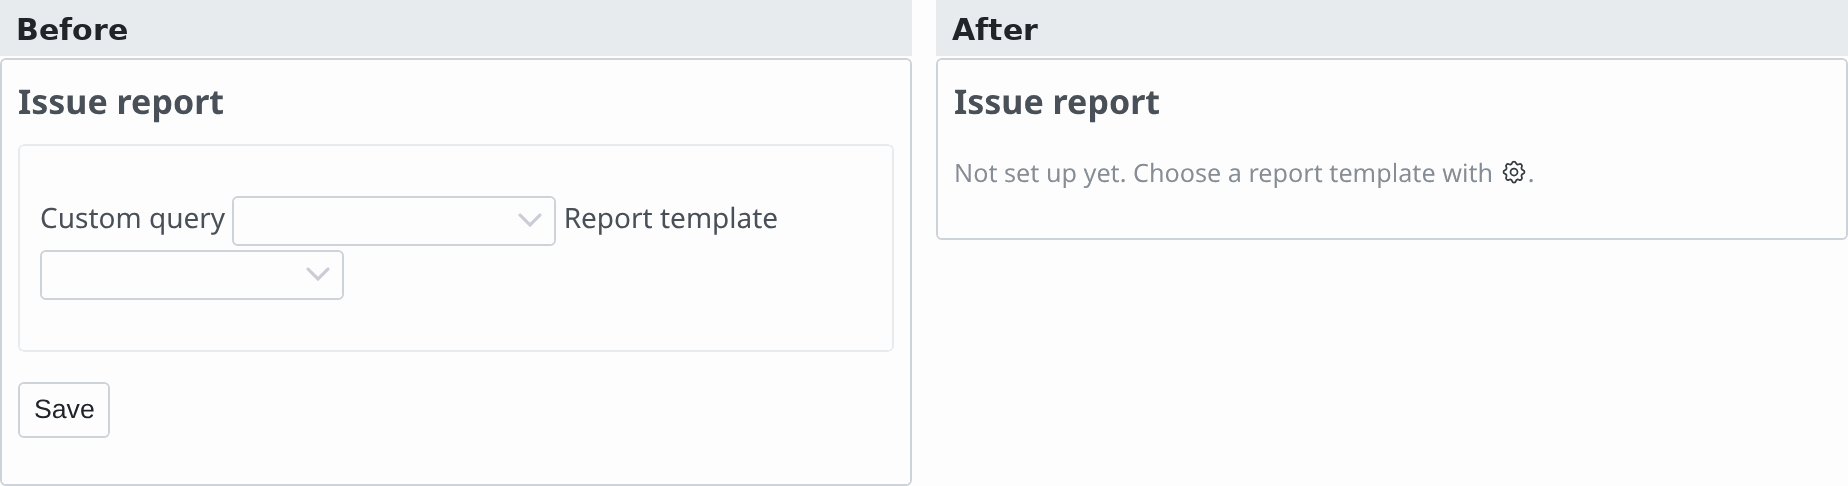 Before
Issue report
Custom query
Report template
Save
After
Issue report
Not set up yet. Choose a report template with .